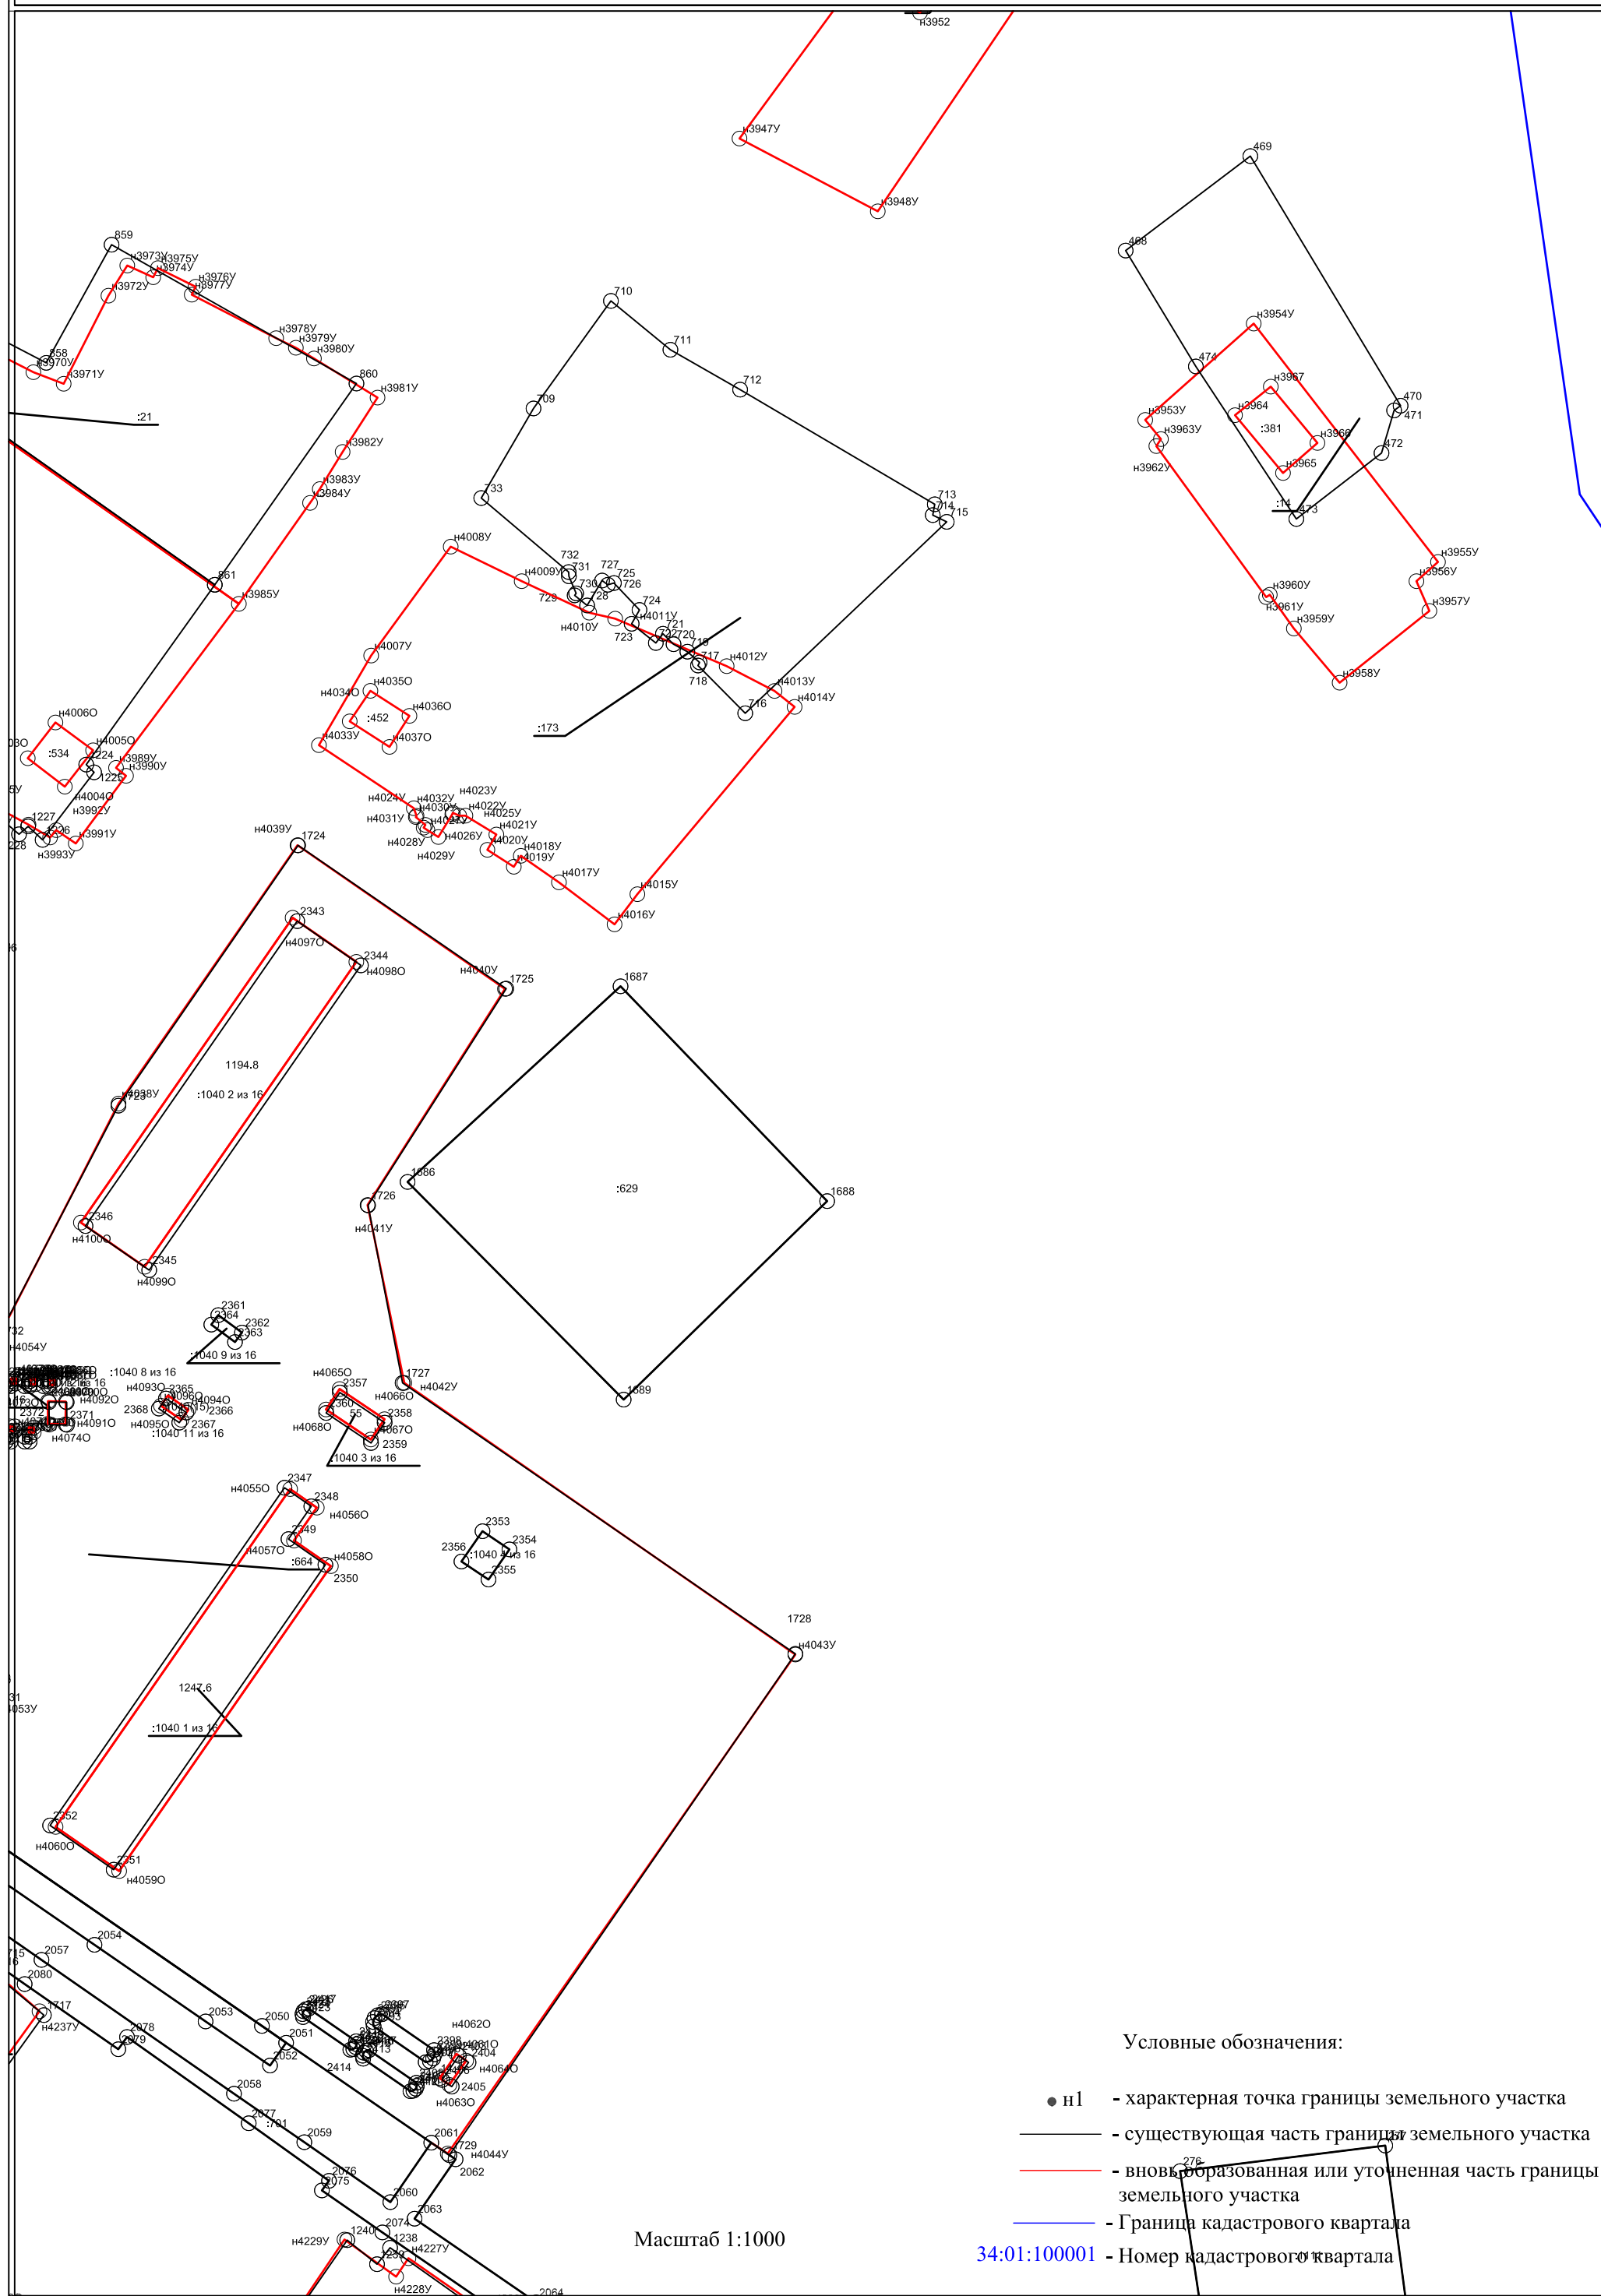 н3952
н3947У
н3948У
469
468
859
н3973У
н3975У
н3974У
н3976У
н3977У
н3972У
710
н3954У
н3978У
н3979У
711
858
н3970У
н3980У
474
н3971У
860
712
н3967
н3981У
470
709
н3964
471
н3953У
:21
:381
н3963У
н3966
472
н3982У
н3962У
н3965
н3983У
733
н3984У
713
714
:14
473
715
н4008У
732
н3955У
731
727
н4009У
725
861
730
726
н3956У
729
728
н3960У
н3985У
724
н3961У
н3957У
н4010У
н4011У
723
721
н3959У
722
720
н4007У
719
717
н4012У
718
н4035О
н4013У
н3958У
н4034О
н4014У
н4036О
716
:452
н4006О
:173
н4033У
н4037О
н4005О
:534
1224
н3989У
1225
н3990У
н4004О
н4023У
н4024У
н4032У
н3992У
н4030У
н4022У
н4031У
н4025У
1227
н4021У
1226
н3991У
н4028У
н4026У
н4020У
н4039У
1724
н3993У
н4029У
н4018У
н4019У
н4017У
н4015У
2343
н4016У
н4097О
2344
н4098О
н4040У
1725
1687
1194.8
н4038У
1723
:1040 2 из 16
1686
:629
1726
1688
2346
н4041У
н4100О
2345
н4099О
2361
2364
2362
2363
н4054У
:1040 9 из 16
:1040 8 из 16
н4065О
1727
2357
н4042У
н4093О
2365
н4066О
н4096О
н4094О
н4092О
2360
1689
2368
2366
55
2358
2372
2371
2367
н4068О
н4067О
н4091О
н4095О
:1040 11 из 16
2359
н4074О
:1040 3 из 16
2347
н4055О
2348
н4056О
2353
2349
2354
н4057О
2356
:1040 4 из 16
н4058О
:664
2350
2355
1728
н4043У
1247.6
:1040 1 из 16
2352
н4060О
2351
н4059О
2054
2057
2080
1717
2053
2050
н4237У
н4062О
2078
2051
2398
2079
2052
2404
2414
н4064О
2405
2058
н4063О
2077
:701
2059
2061
1729
н4044У
2062
2076
2075
2060
2063
2074
н4229У
1240
1238
1239
н4227У
н4228У
2064
Масштаб 1:1000
Условные обозначения:
н1 - характерная точка границы земельного участка
- существующая часть границы земельного участка
276
- вновь образованная или уточненная часть границы
земельного участка
- Граница кадастрового квартала
34:01:100001 - Номер кадастрового квартала